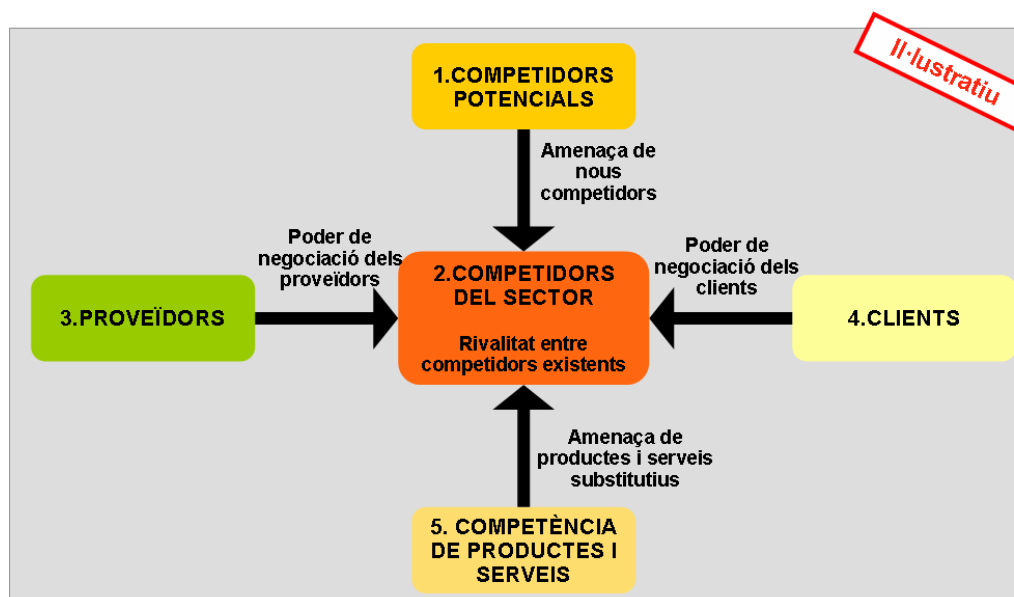 Il·lustratiu
1.COMPETIDORS
POTENCIALS
Amenaça de
nous
competidors
Poder de
negociació dels
proveïdors
Poder de
negociació dels
clients
3.PROVEÏDORS
2.COMPETIDORS
DEL SECTOR
Rivalitat entre
competidors existents
4.CLIENTS
Amenaça de
productes i serveis
substitutius
5. COMPETÈNCIA
DE PRODUCTES I
SERVEIS